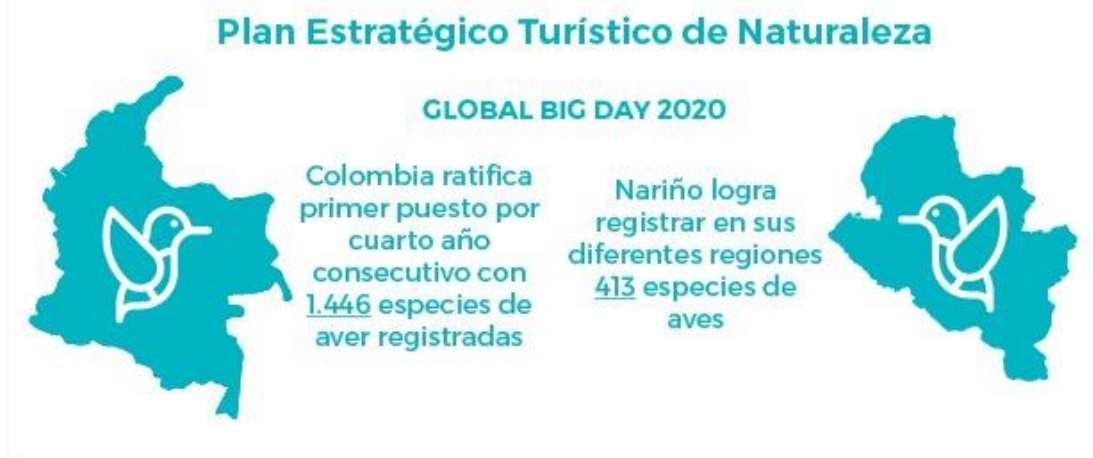 Plan Estratégico Turístico de Naturaleza
GLOBAL BIG DAY 2020
Colombia ratifica
primer puesto por
cuarto año
consecutivo con
1.446 especies de
aver registradas
Nariño logra
registrar en sus
diferentes regiones
413 especies de
aves